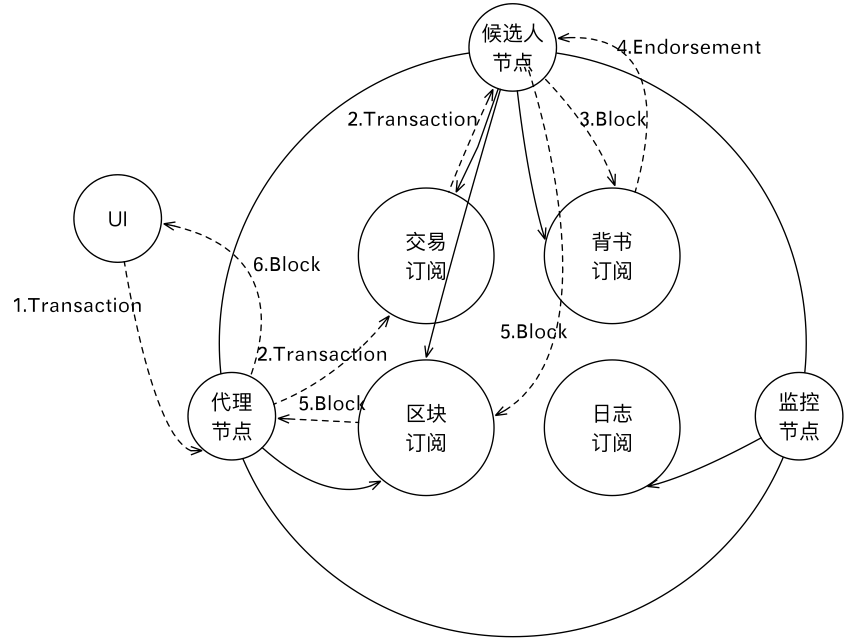 候选人
节点
4.Endorsement
2.Transaction
3.Block
UI
交易
订阅
背书
订阅
6.Block
1.Transaction
5.Block
2.Transaction
代理
节点
5.Block
区块
订阅
日志
订阅
监控
节点